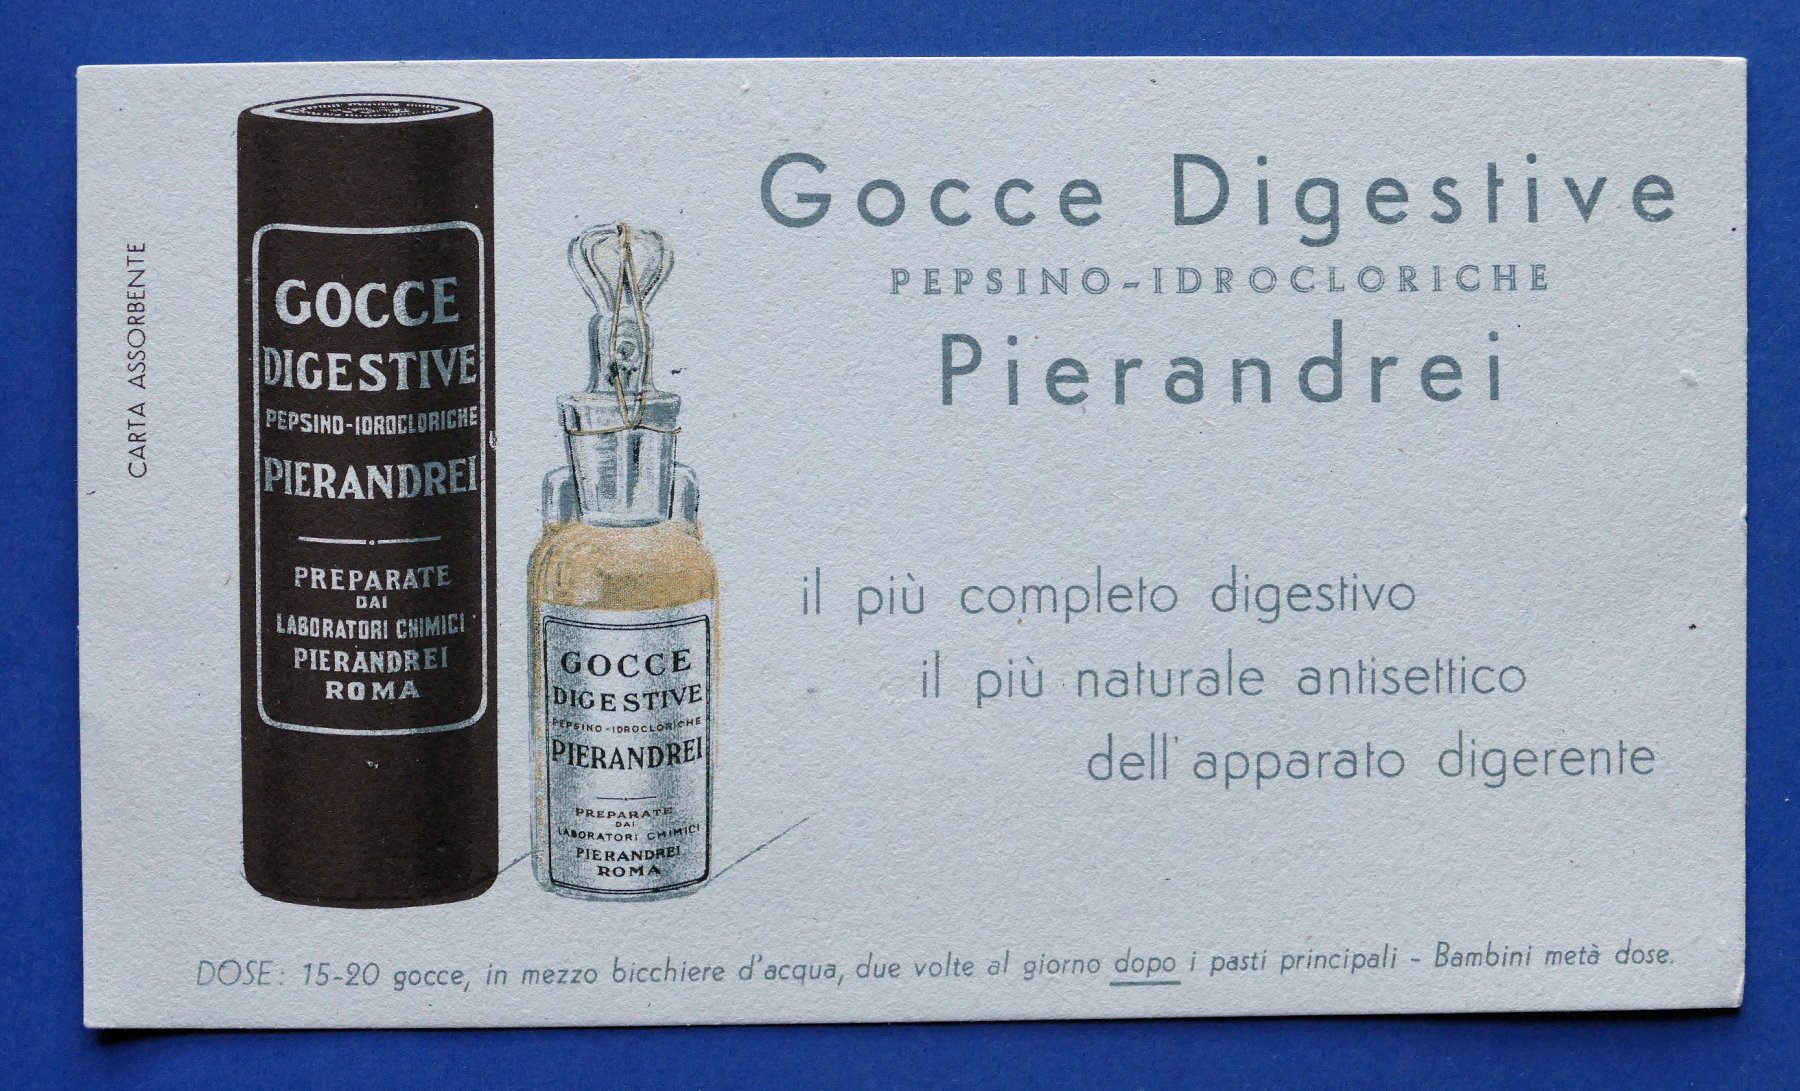 CARTA ASSORBENTE
GOCCE
DIGESTIVE
PEPSINO-IDROCLORICHE
PIERANDREI
PREPARATE
DAI
LABORATORI CHIMICI
PIERANDREI
ROMA
GOCCE
DIGESTIVE
PEPSINO-IDROCLORICHE
PIERANDREI
PREPARATE
DAI
LABORATORI CHIMICI
PIERANDREI
ROMA
Gocce Digestive
PEPSINO-IDROCLORICHE
Pierandrei
il più completo digestivo
il più naturale antisettico
dell'apparato digerente
DOSE: 15-20 gocce, in mezzo bicchiere d'acqua, due volte al giorno dopo i pasti principali - Bambini metà dose.